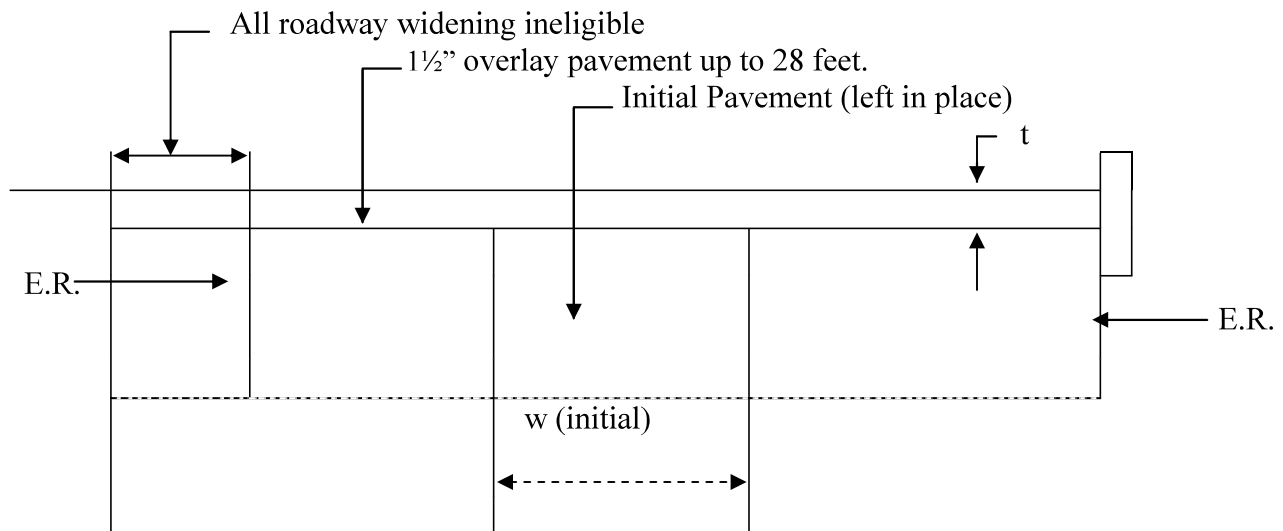 All roadway widening ineligible
1½” overlay pavement up to 28 feet.
Initial Pavement (left in place)
t
E.R.
E.R.
w (initial)